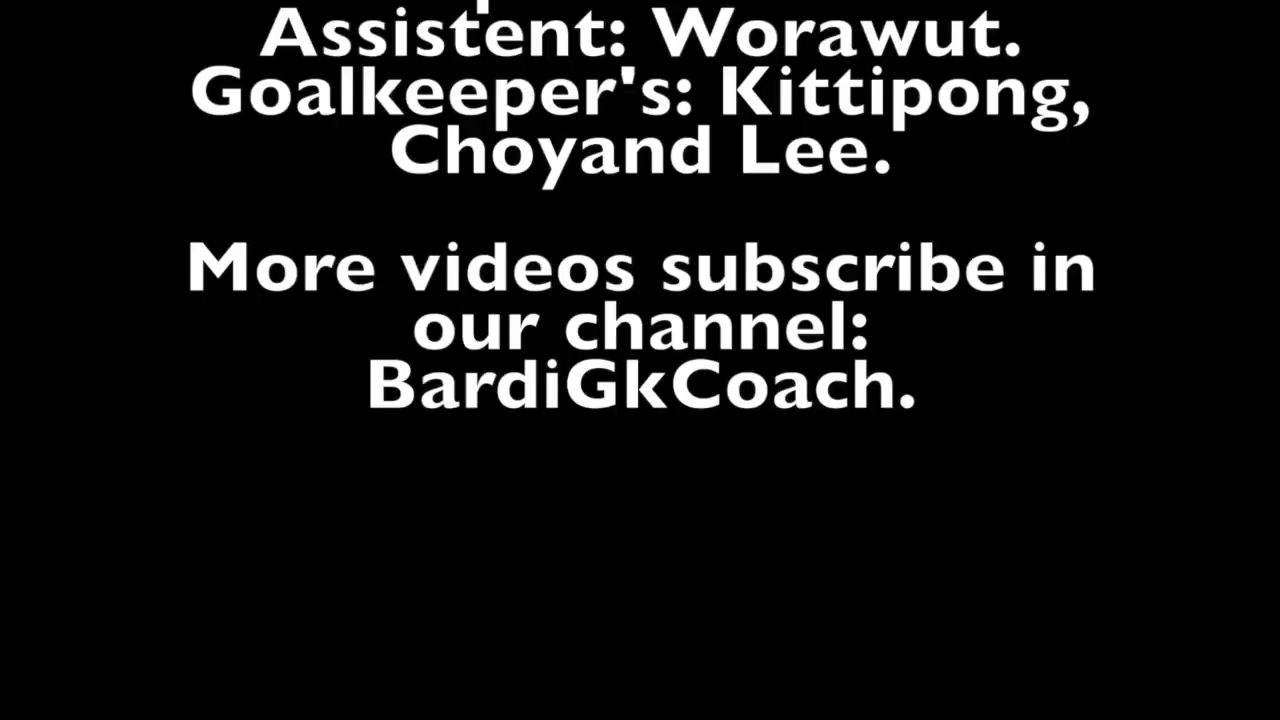 Assistent: Worawut.
Goalkeeper's: Kittipong,
Choyand Lee.
More videos subscribe in
our channel:
BardiGkCoach.